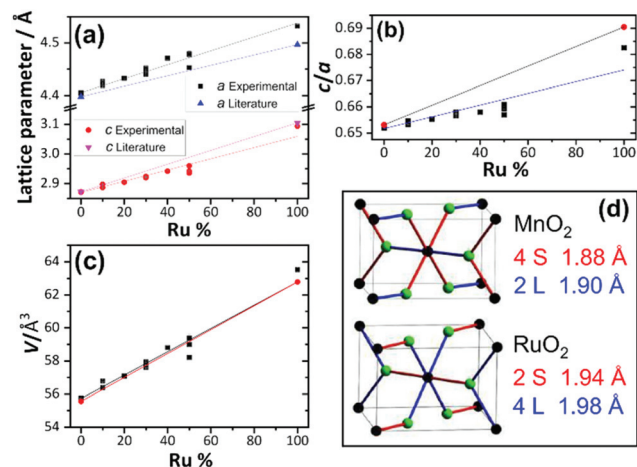 (a)
Lattice parameter / Å
4.5
4.4
3.1
3.0
2.9
a Experimental
a Literature
c Experimental
c Literature
0 20 40 60 80 100
Ru %
(b)
c/a
0.69
0.68
0.67
0.66
0.65
0 20 40 60 80 100
Ru %
(c)
V/Å³
64
62
60
58
56
54
0 20 40 60 80 100
Ru %
(d)
MnO₂
4 S 1.88 Å
2 L 1.90 Å
RuO₂
2 S 1.94 Å
4 L 1.98 Å